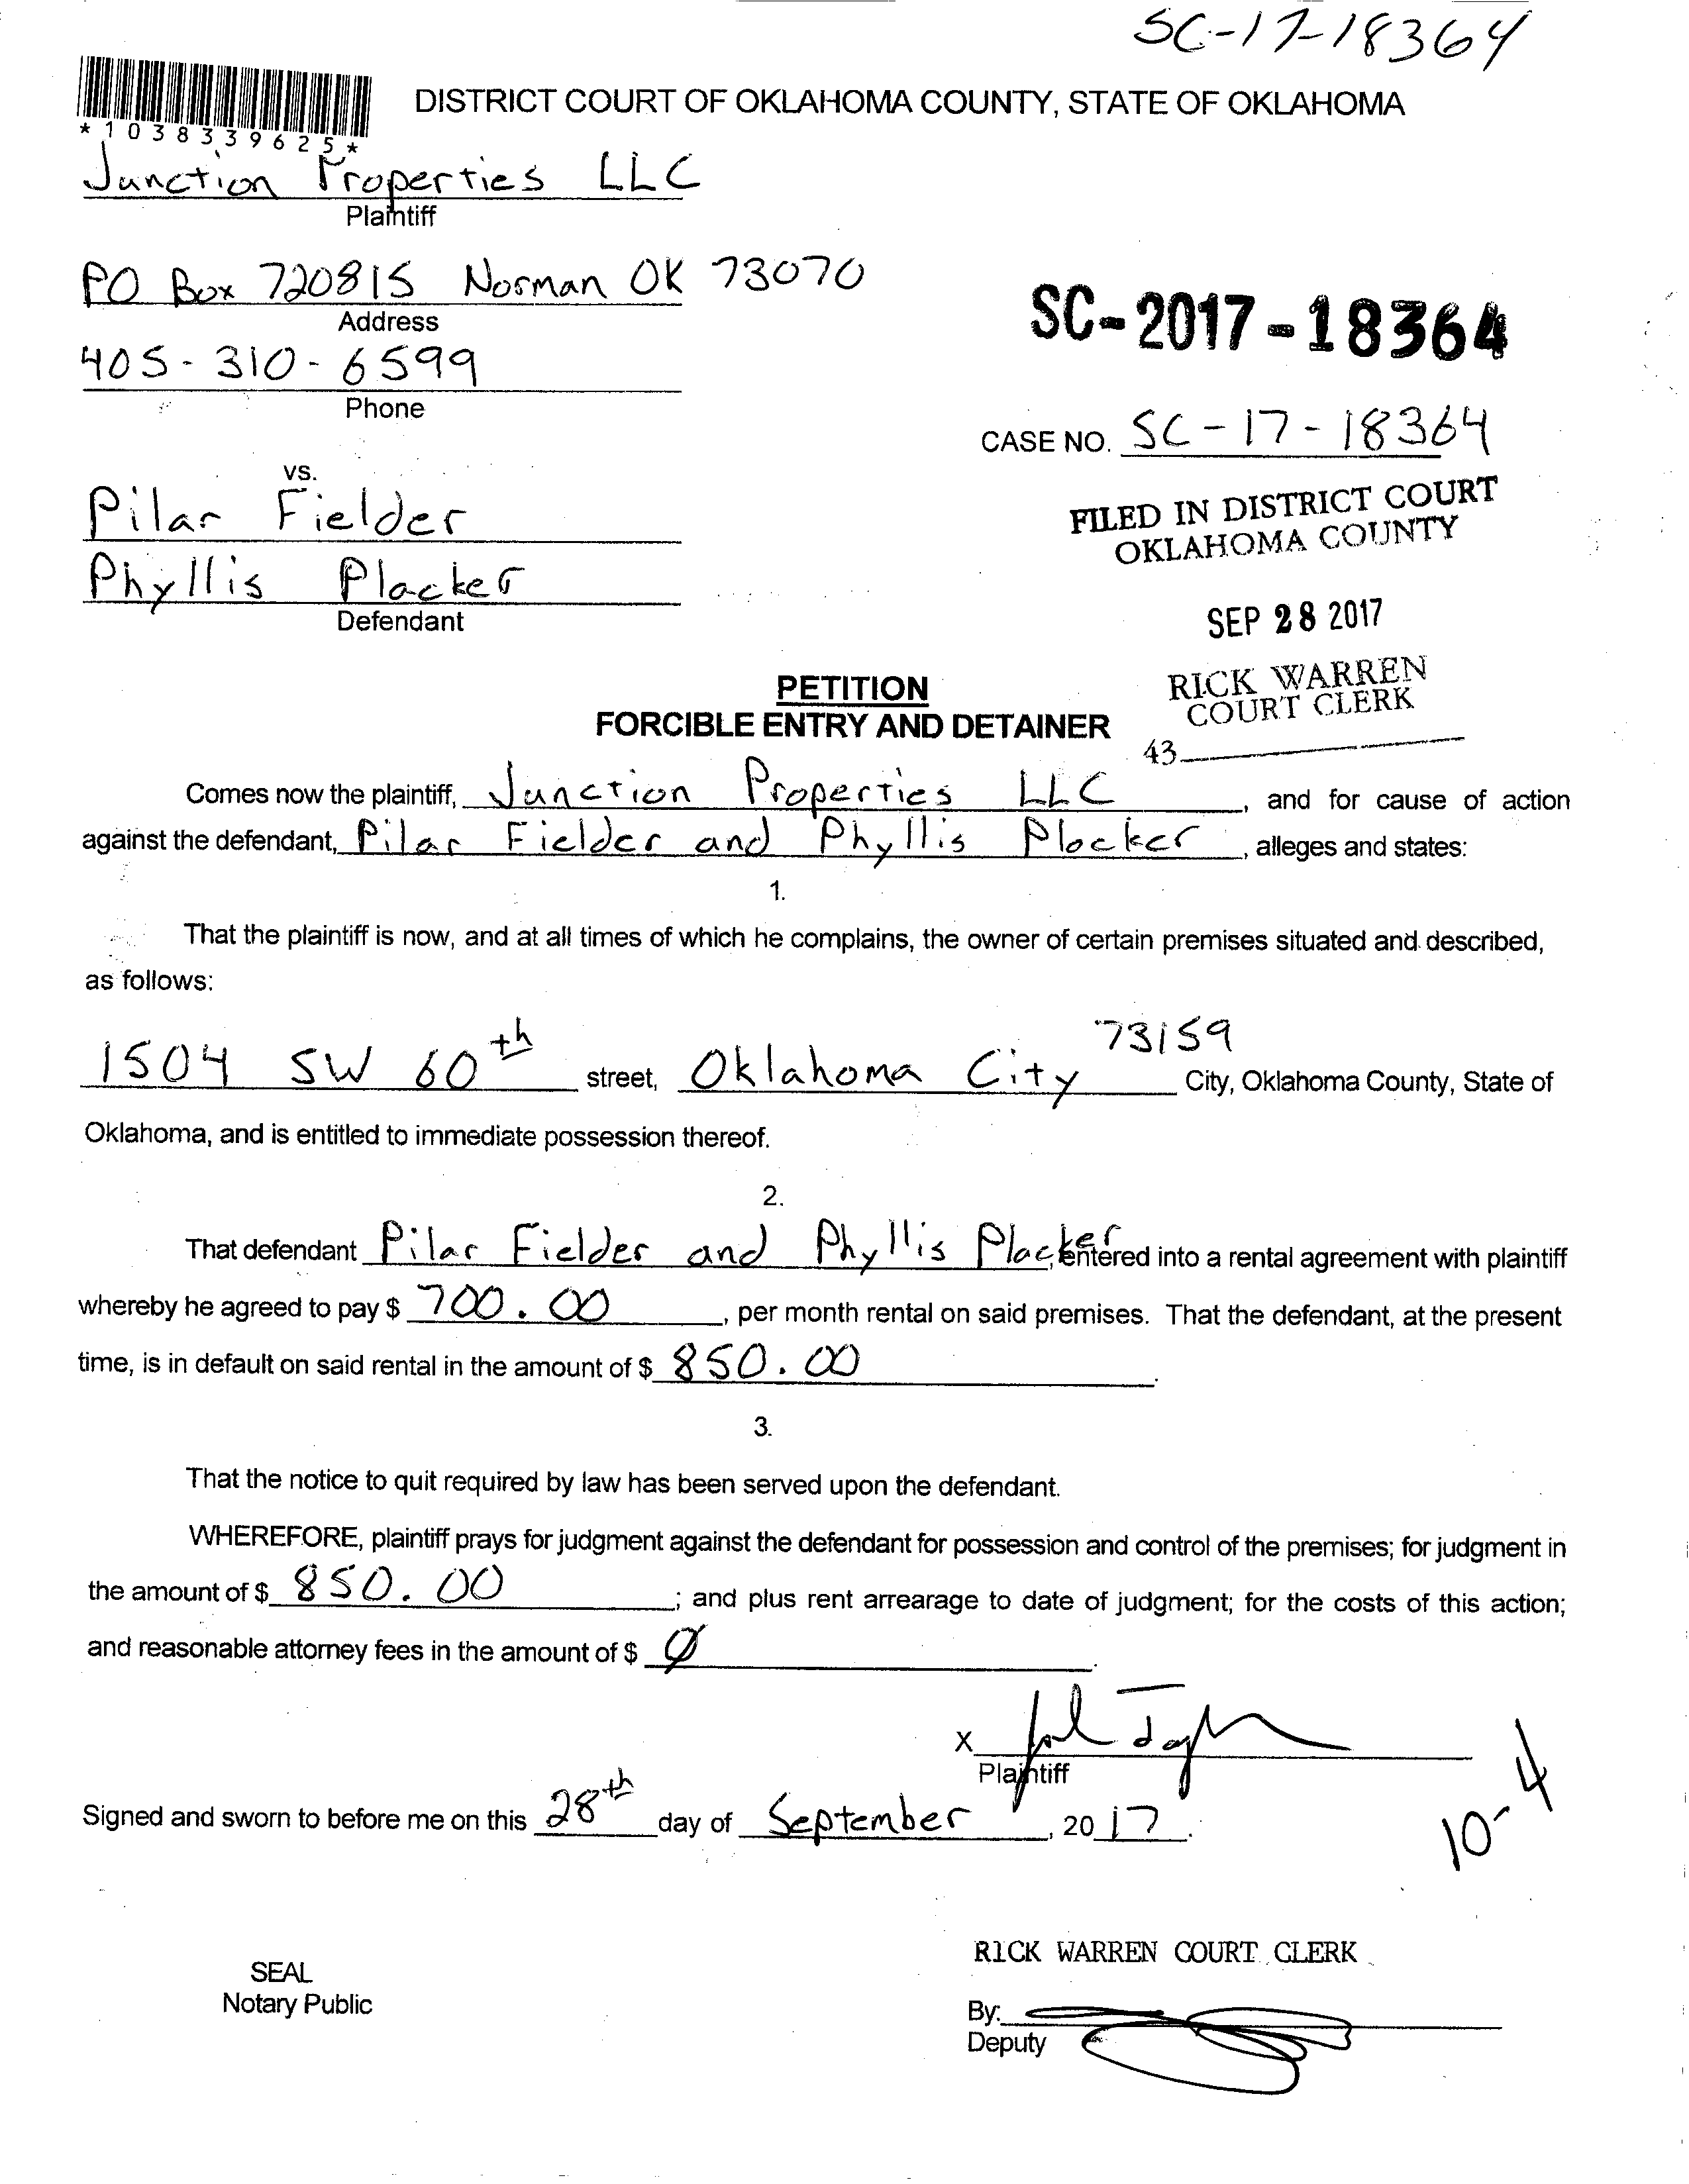 SC-17-18364
DISTRICT COURT OF OKLAHOMA COUNTY, STATE OF OKLAHOMA
*1038339625*
Junction Properties LLC
Plaintiff
PO Box 720815 Norman OK 73070
Address
SC-2017-18364
405-310-6599
Phone
CASE NO. SC-17-18364
vs.
Pilar Fielder
FILED IN DISTRICT COURT
OKLAHOMA COUNTY
Phyllis Placker
Defendant
SEP 28 2017
PETITION
RICK WARREN
COURT CLERK
FORCIBLE ENTRY AND DETAINER
43
Comes now the plaintiff, Junction Properties LLC, and for cause of action
against the defendant, Pilar Fielder and Phyllis Placker, alleges and states:
1.
That the plaintiff is now, and at all times of which he complains, the owner of certain premises situated and described,
as follows:
73159
1504 SW 60th street, Oklahoma City City, Oklahoma County, State of
Oklahoma, and is entitled to immediate possession thereof.
2.
That defendant Pilar Fielder and Phyllis Placker, entered into a rental agreement with plaintiff
whereby he agreed to pay $ 700.00, per month rental on said premises. That the defendant, at the present
time, is in default on said rental in the amount of $ 850.00.
3.
That the notice to quit required by law has been served upon the defendant.
WHEREFORE, plaintiff prays for judgment against the defendant for possession and control of the premises; for judgment in
the amount of $ 850.00; and plus rent arrearage to date of judgment; for the costs of this action;
and reasonable attorney fees in the amount of $ Ø.
X
Plaintiff
Signed and sworn to before me on this 28th day of September, 2017.
10-4
RICK WARREN COURT CLERK
SEAL
Notary Public
By:
Deputy